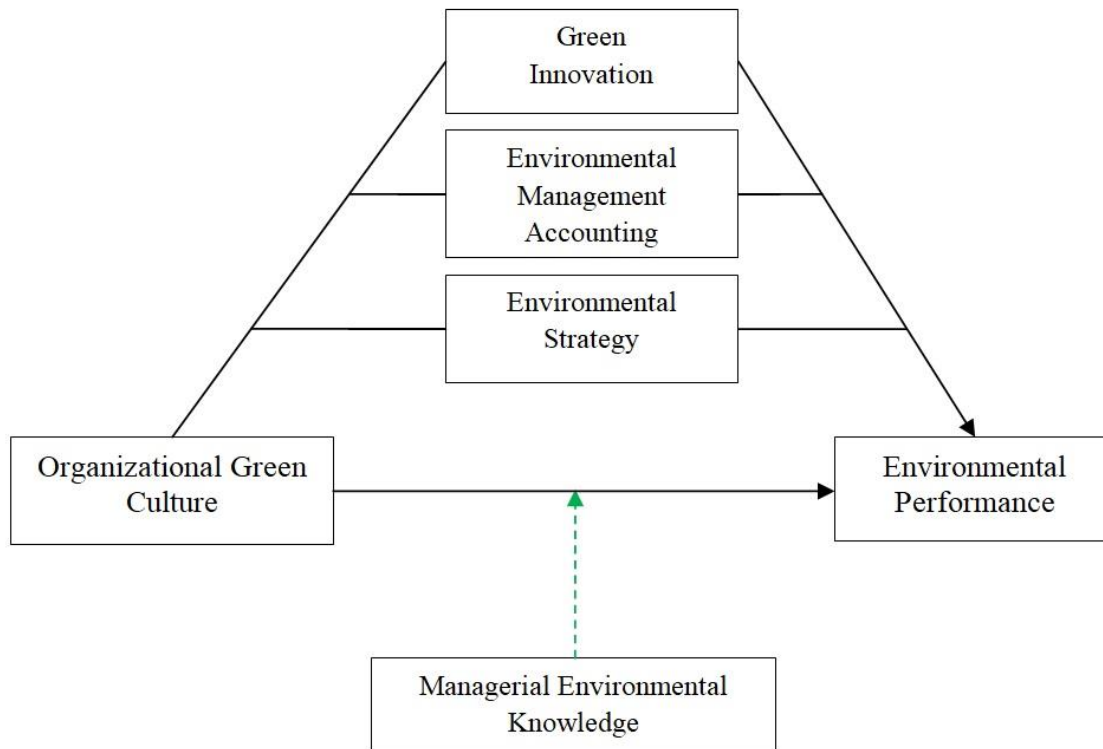 Green
Innovation
Environmental
Management
Accounting
Environmental
Strategy
Organizational Green
Culture
Environmental
Performance
Managerial Environmental
Knowledge